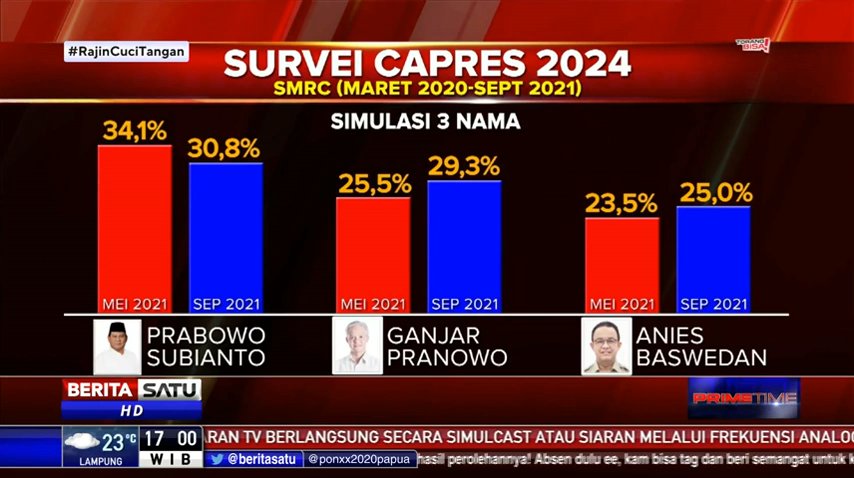 #RajinCuciTangan
TORANG
BISA!
SURVEI CAPRES 2024
SMRC (MARET 2020-SEPT 2021)
SIMULASI 3 NAMA
34,1%
30,8%
25,5%
29,3%
23,5%
25,0%
MEI 2021
SEP 2021
MEI 2021
SEP 2021
MEI 2021
SEP 2021
PRABOWO
SUBIANTO
GANJAR
PRANOWO
ANIES
BASWEDAN
BERITA SATU
HD
PRIMETIME
23°C
LAMPUNG
17 00
WIB
ARAN TV BERLANGSUNG SECARA SIMULCAST ATAU SIARAN MELALUI FREKUENSI ANALOG
@beritasatu
@ponxx2020papua
hasil perolehannya! Absen dulu ee, kam bisa tag dan beri semangat untuk k